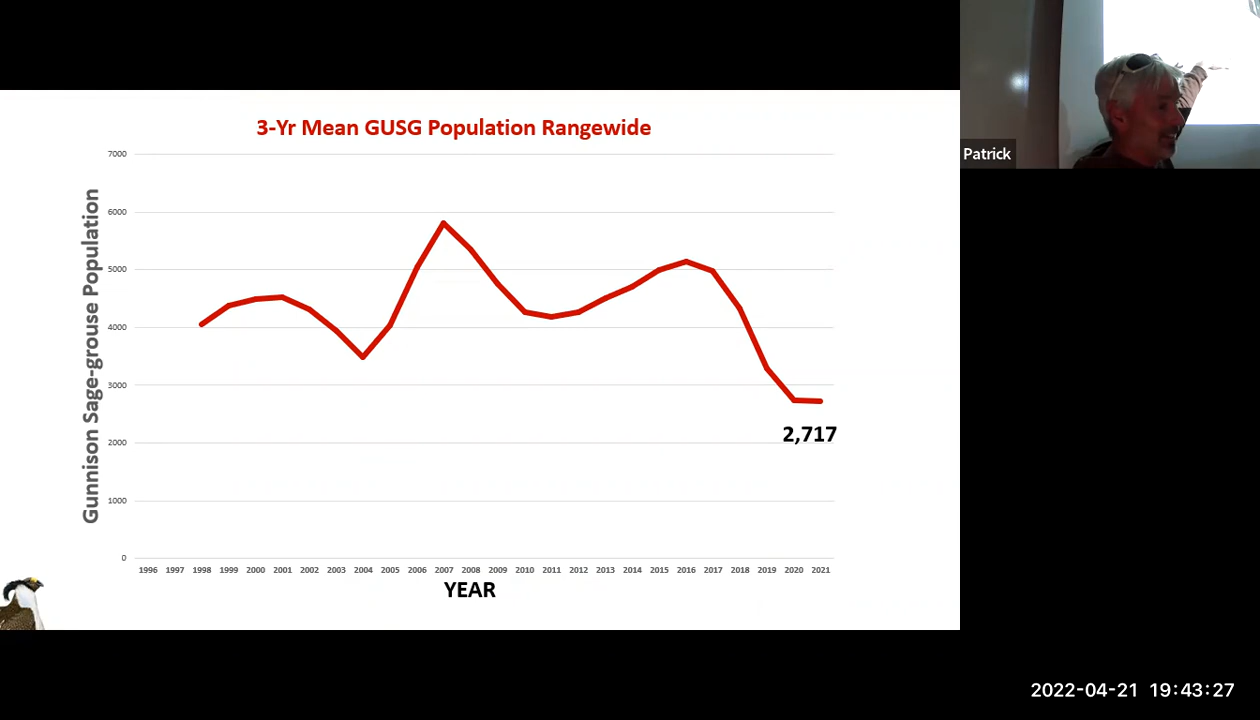 3-Yr Mean GUSG Population Rangewide
Gunnison Sage-grouse Population
7000
6000
5000
4000
3000
2000
1000
0
2,717
1996 1997 1998 1999 2000 2001 2002 2003 2004 2005 2006 2007 2008 2009 2010 2011 2012 2013 2014 2015 2016 2017 2018 2019 2020 2021
YEAR
Patrick
2022-04-21 19:43:27